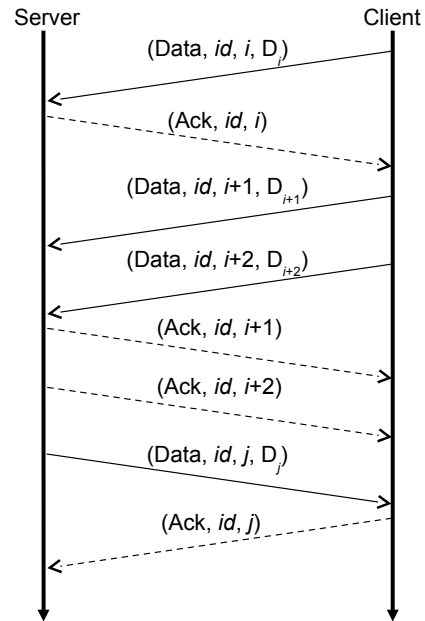 Server Client
(Data, id, i, Dᵢ)
(Ack, id, i)
(Data, id, i+1, Dᵢ₊₁)
(Data, id, i+2, Dᵢ₊₂)
(Ack, id, i+1)
(Ack, id, i+2)
(Data, id, j, Dⱼ)
(Ack, id, j)